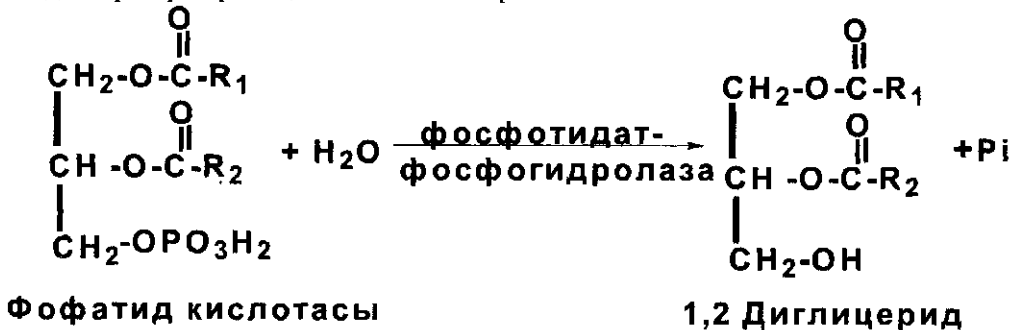 O
CH2-O-C-R1
O
CH -O-C-R2
CH2-OPO3H2
+ H2O
фосфотидат-
фосфогидролаза
O
CH2-O-C-R1
O
CH -O-C-R2
CH2-OH
+Pi
Фофатид кислотасы
1,2 Диглицерид